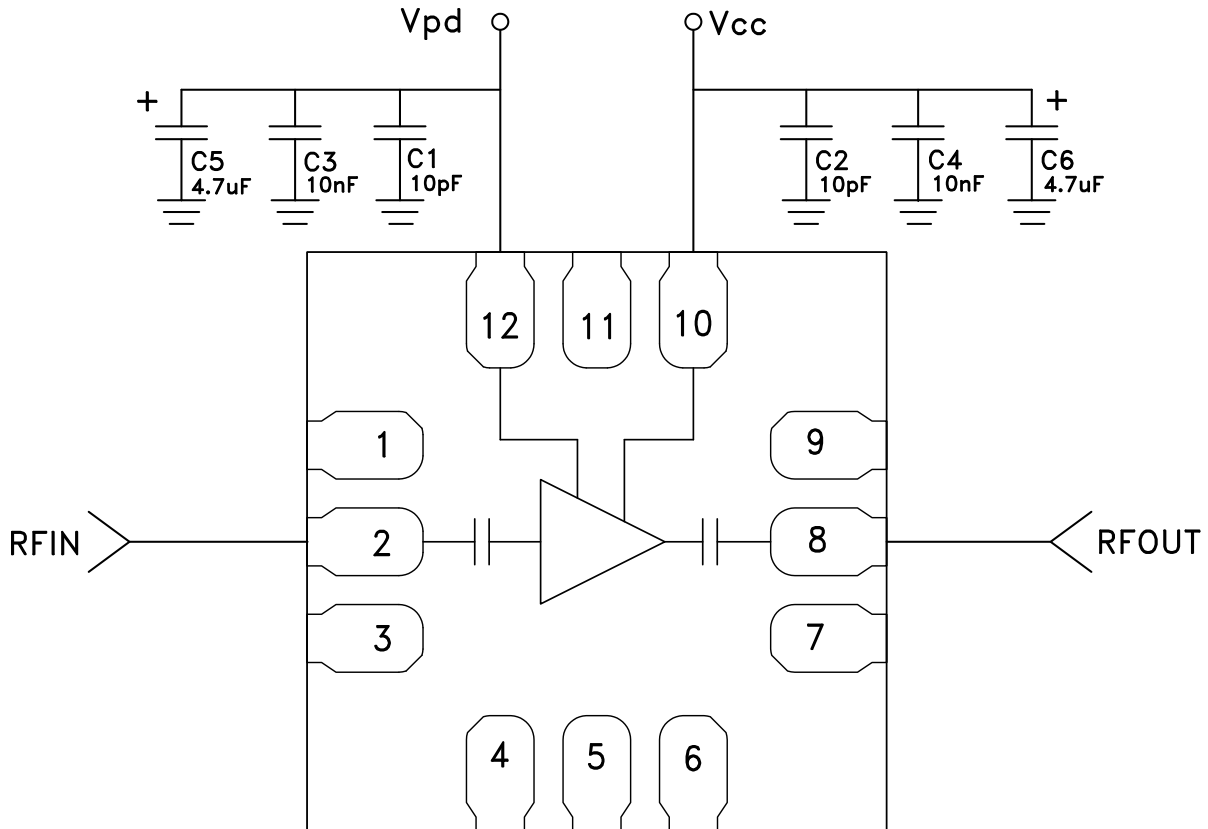 Vpd
Vcc
+
+
C5
4.7uF
C3
10nF
C1
10pF
C2
10pF
C4
10nF
C6
4.7uF
12
11
10
1
9
RFIN
2
8
RFOUT
3
7
4
5
6